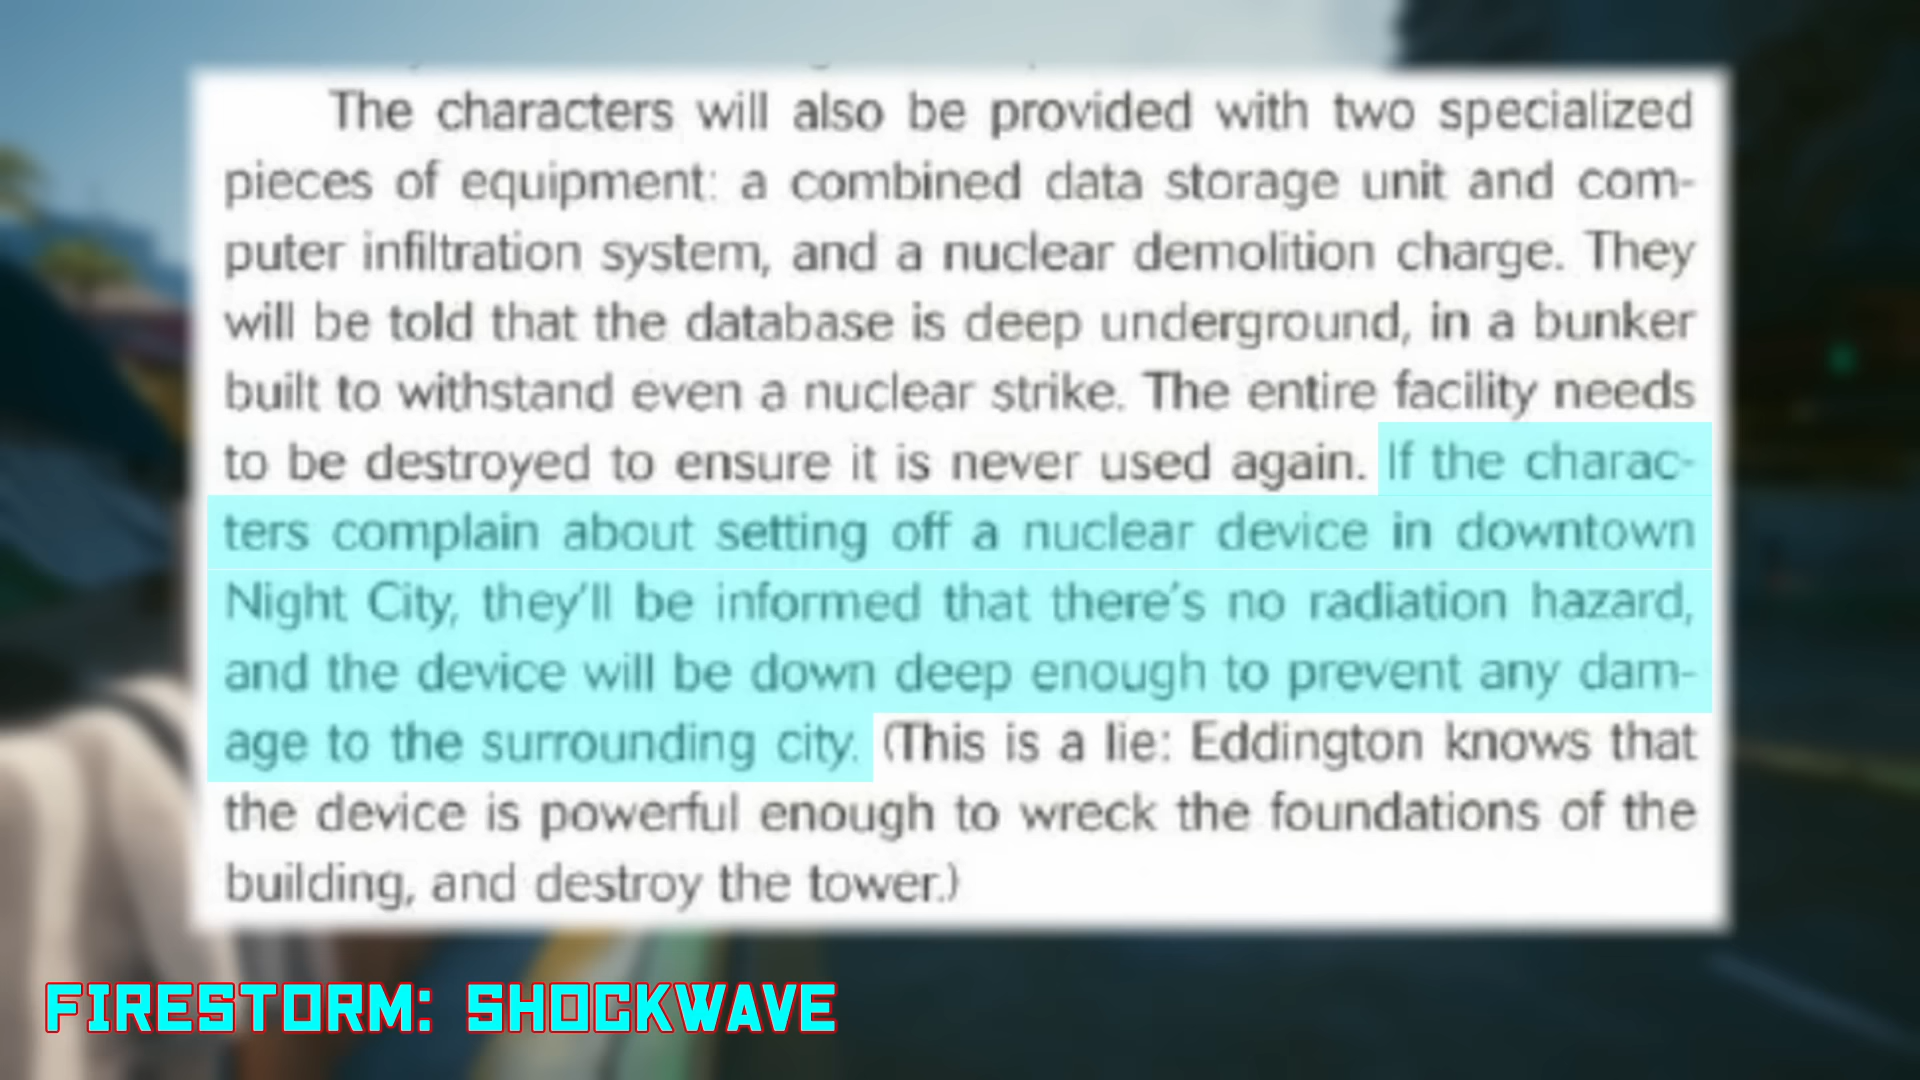 The characters will also be provided with two specialized
pieces of equipment: a combined data storage unit and com-
puter infiltration system, and a nuclear demolition charge. They
will be told that the database is deep underground, in a bunker
built to withstand even a nuclear strike. The entire facility needs
to be destroyed to ensure it is never used again. If the charac-
ters complain about setting off a nuclear device in downtown
Night City, they'll be informed that there's no radiation hazard,
and the device will be down deep enough to prevent any dam-
age to the surrounding city. (This is a lie: Eddington knows that
the device is powerful enough to wreck the foundations of the
building, and destroy the tower.)
FIRESTORM: SHOCKWAVE